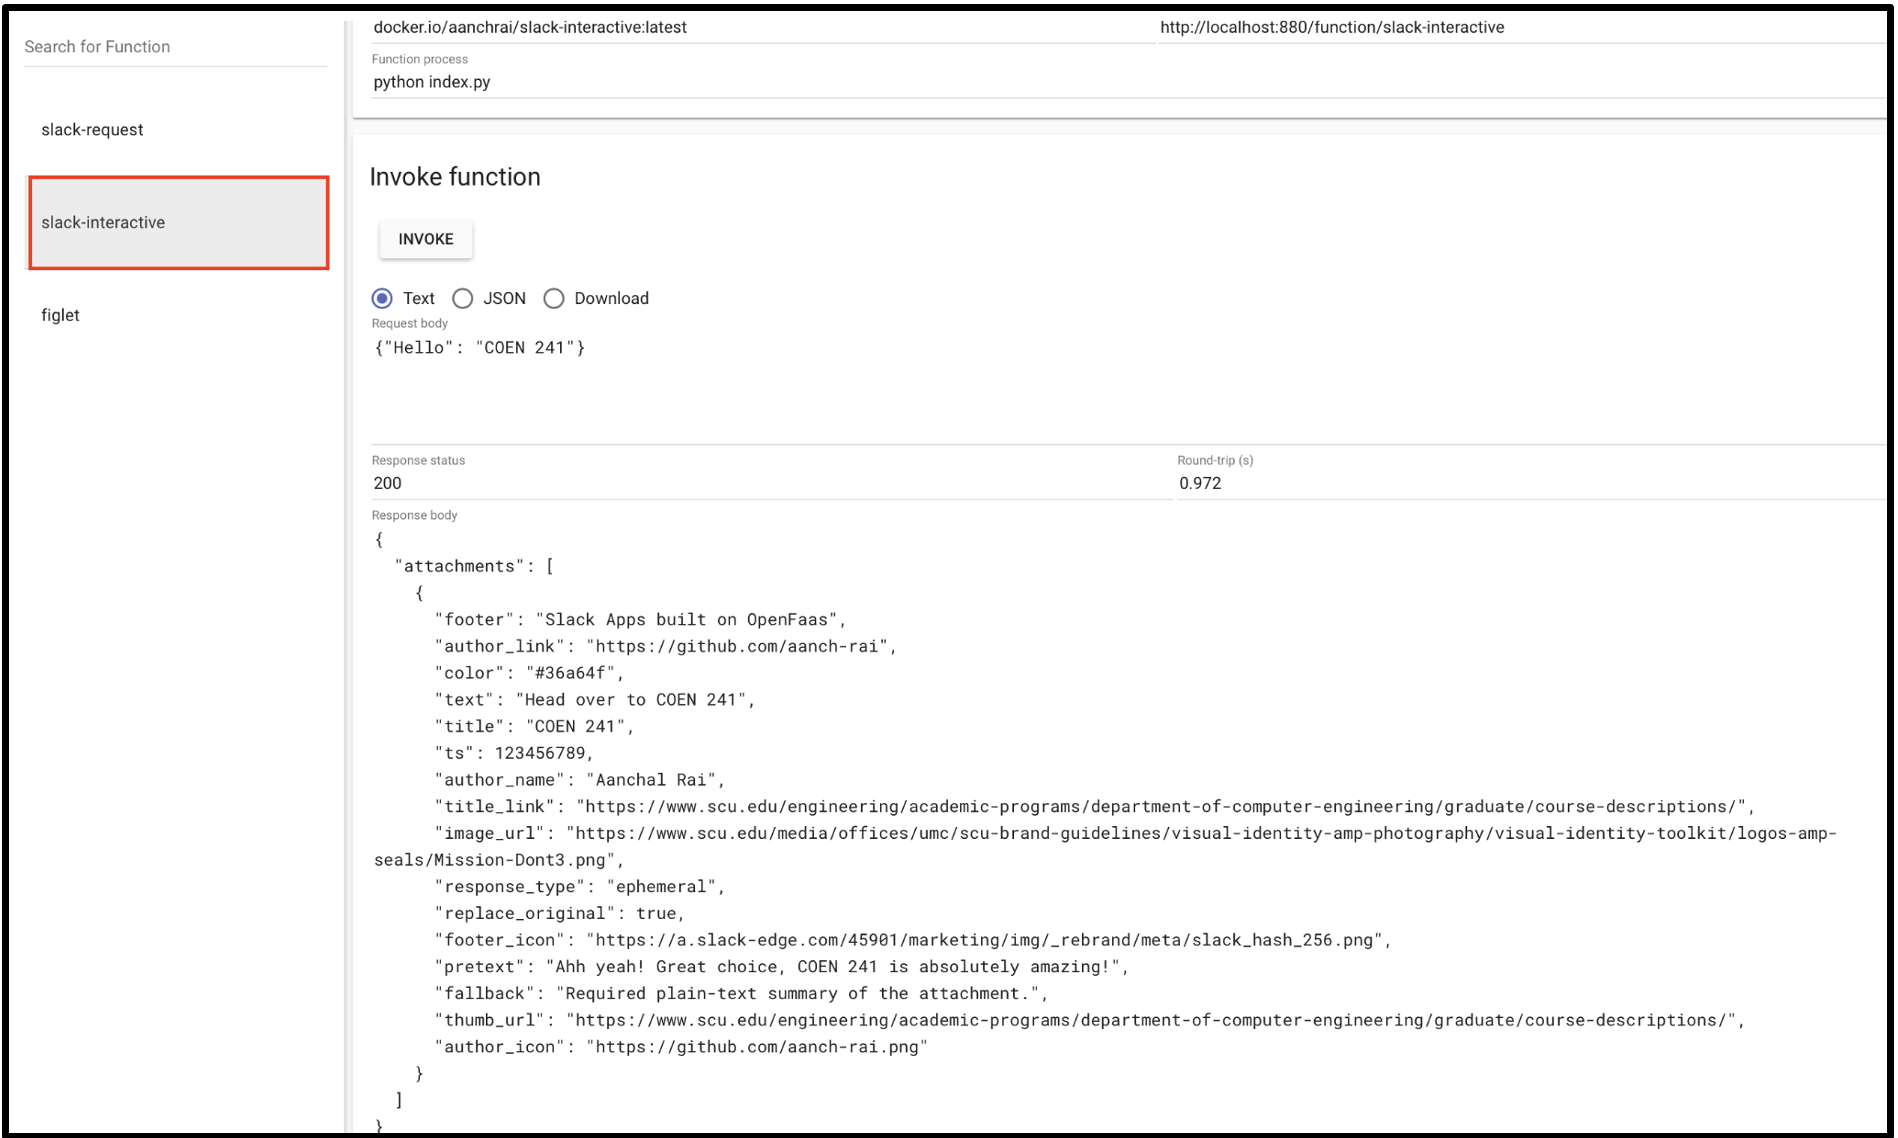 docker.io/aanchrai/slack-interactive:latest
http://localhost:880/function/slack-interactive
Search for Function
Function process
python index.py
slack-request
slack-interactive
figlet
Invoke function
INVOKE
Text JSON Download
Request body
{"Hello": "COEN 241"}
Response status
200
Round-trip (s)
0.972
Response body
{
"attachments": [
{
"footer": "Slack Apps built on OpenFaas",
"author_link": "https://github.com/aanch-rai",
"color": "#36a64f",
"text": "Head over to COEN 241",
"title": "COEN 241",
"ts": 123456789,
"author_name": "Aanchal Rai",
"title_link": "https://www.scu.edu/engineering/academic-programs/department-of-computer-engineering/graduate/course-descriptions/",
"image_url": "https://www.scu.edu/media/offices/umc/scu-brand-guidelines/visual-identity-amp-photography/visual-identity-toolkit/logos-amp-
seals/Mission-Dont3.png",
"response_type": "ephemeral",
"replace_original": true,
"footer_icon": "https://a.slack-edge.com/45901/marketing/img/_rebrand/meta/slack_hash_256.png",
"pretext": "Ahh yeah! Great choice, COEN 241 is absolutely amazing!",
"fallback": "Required plain-text summary of the attachment.",
"thumb_url": "https://www.scu.edu/engineering/academic-programs/department-of-computer-engineering/graduate/course-descriptions/",
"author_icon": "https://github.com/aanch-rai.png"
}
]
}